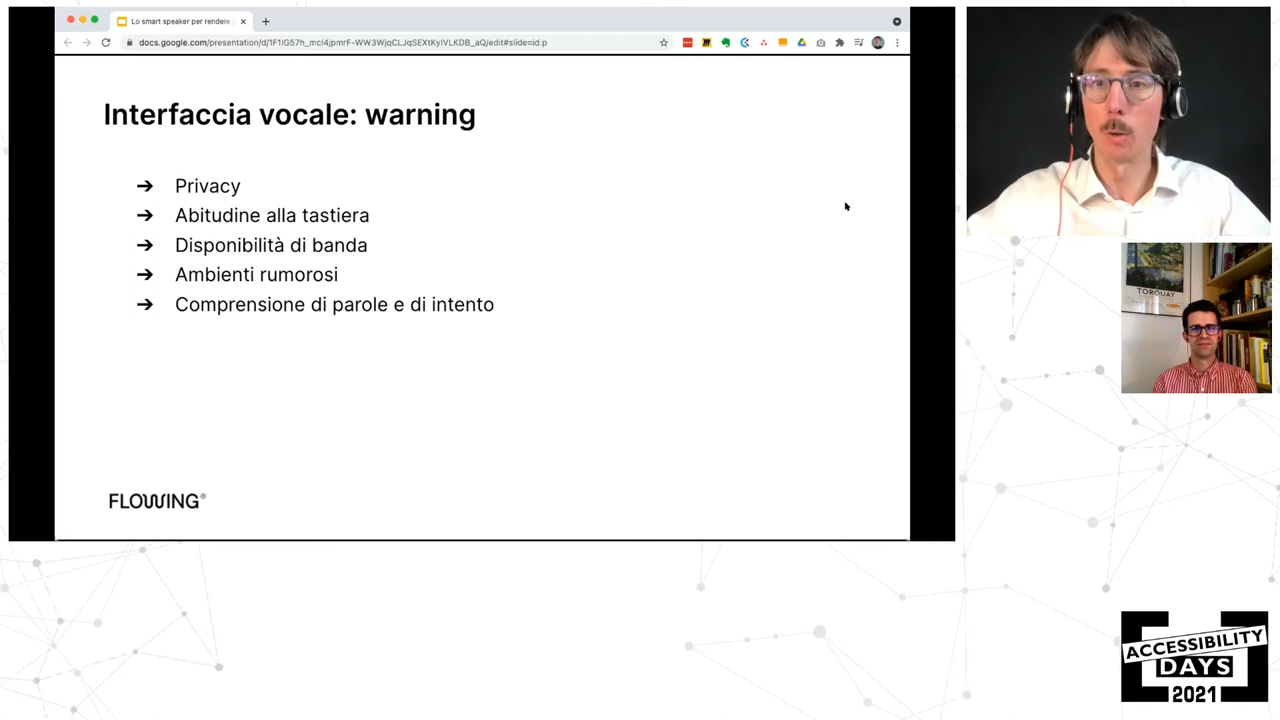 Lo smart speaker per rendere
docs.google.com/presentation/d/1F1IG57h_mcl4jpmrF-WW3WjqCLJqSEXtKyIVLKDB_aQ/edit#slide=id.p
Interfaccia vocale: warning
➔ Privacy
➔ Abitudine alla tastiera
➔ Disponibilità di banda
➔ Ambienti rumorosi
➔ Comprensione di parole e di intento
FLOWING®
TORQUAY
ACCESSIBILITY
DAYS
2021